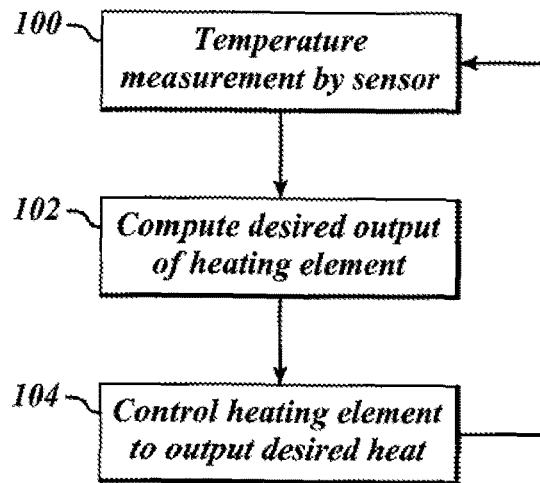 100
Temperature
measurement by sensor
102
Compute desired output
of heating element
104
Control heating element
to output desired heat